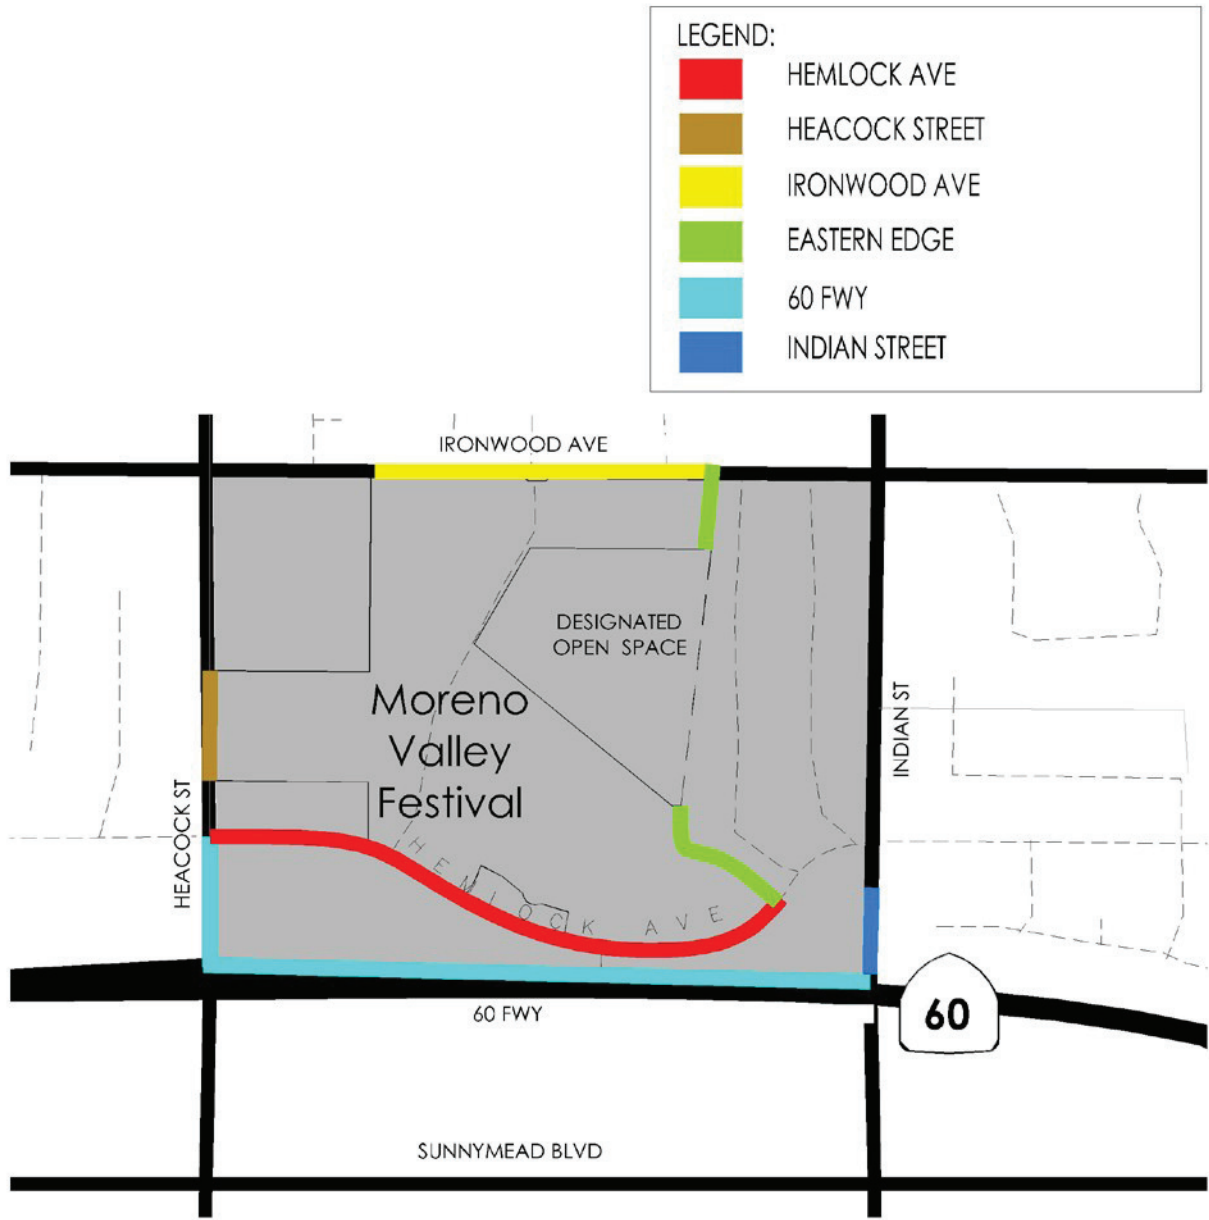 LEGEND:
HEMLOCK AVE
HEACOCK STREET
IRONWOOD AVE
EASTERN EDGE
60 FWY
INDIAN STREET
IRONWOOD AVE
DESIGNATED
OPEN SPACE
Moreno
Valley
Festival
INDIAN ST
HEACOCK ST
HEMLOCK AVE
60 FWY
60
SUNNYMEAD BLVD